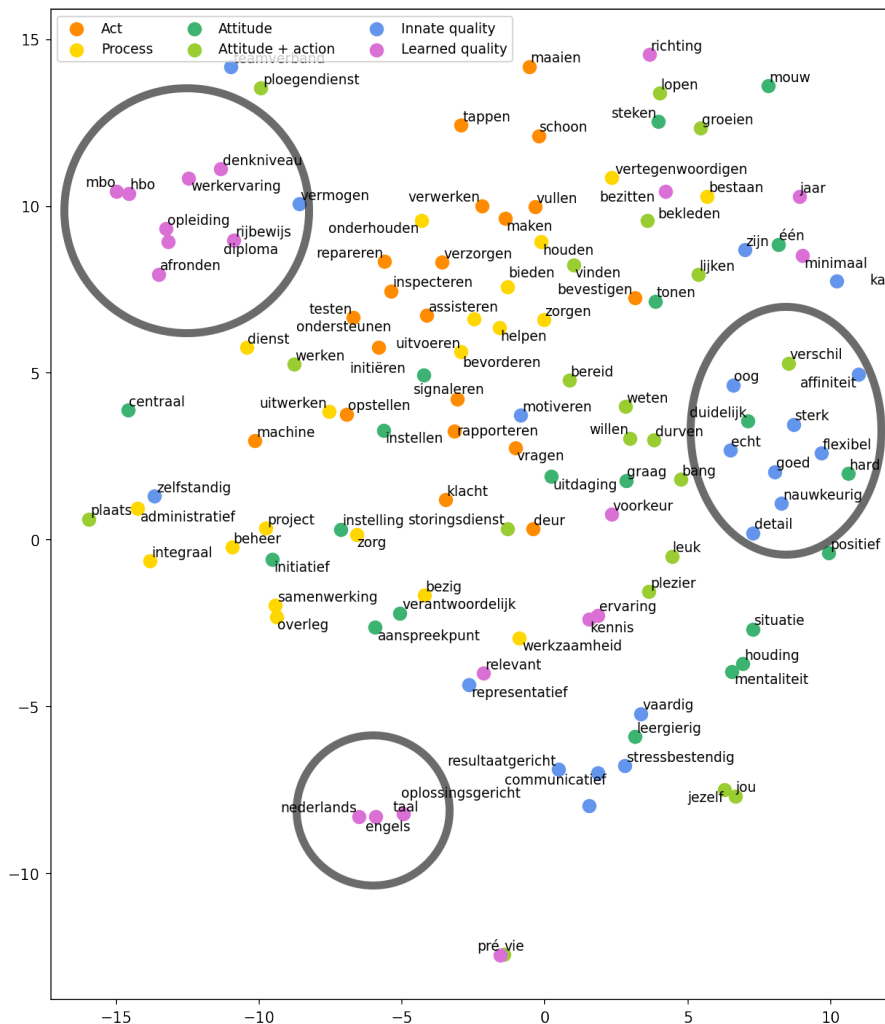 15
10
5
0
−5
−10
−15
−10
−5
0
5
10
Act
Process
Attitude
Attitude + action
Innate quality
Learned quality
teamverband
ploegendienst
maaien
richting
lopen
mouw
steken
groeien
tappen
schoon
denkniveau
mbo
hbo
werkervaring
vermogen
opleiding
rijbewijs
diploma
afronden
vertegenwoordigen
bestaan
bezitten
jaar
verwerken
vullen
bekleden
onderhouden
maken
houden
zijn
één
repareren
verzorgen
vinden
lijken
minimaal
inspecteren
bieden
bevestigen
tonen
ka
testen
assisteren
zorgen
ondersteunen
helpen
dienst
uitvoeren
bevorderen
werken
initiëren
bereid
verschil
oog
affiniteit
signaleren
centraal
uitwerken
opstellen
motiveren
weten
duidelijk
sterk
machine
instellen
rapporteren
willen
durven
echt
flexibel
vragen
uitdaging
graag
bang
goed
hard
zelfstandig
klacht
voorkeur
nauwkeurig
plaats
administratief
project
instelling
storingsdienst
deur
detail
beheer
zorg
integraal
initiatief
leuk
positief
samenwerking
bezig
plezier
overleg
verantwoordelijk
ervaring
aanspreekpunt
kennis
werkzaamheid
situatie
relevant
houding
representatief
mentaliteit
vaardig
leergierig
resultaatgericht
stressbestendig
communicatief
oplossingsgericht
jou
jezelf
nederlands
taal
engels
pré
vie